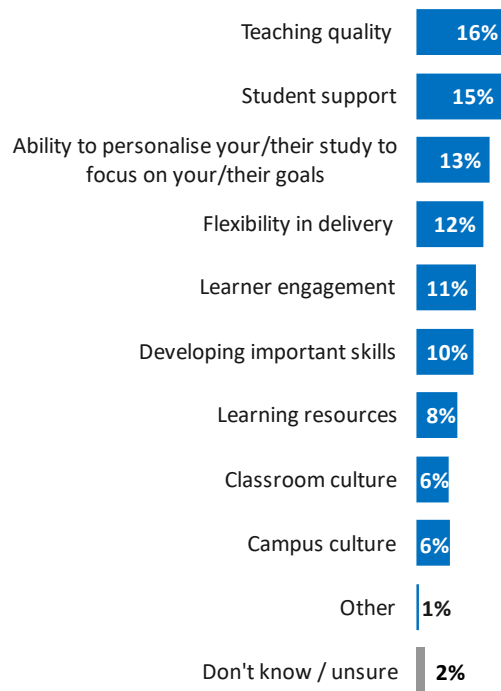 Teaching quality 16%
Student support 15%
Ability to personalise your/their study to
focus on your/their goals 13%
Flexibility in delivery 12%
Learner engagement 11%
Developing important skills 10%
Learning resources 8%
Classroom culture 6%
Campus culture 6%
Other 1%
Don't know / unsure 2%